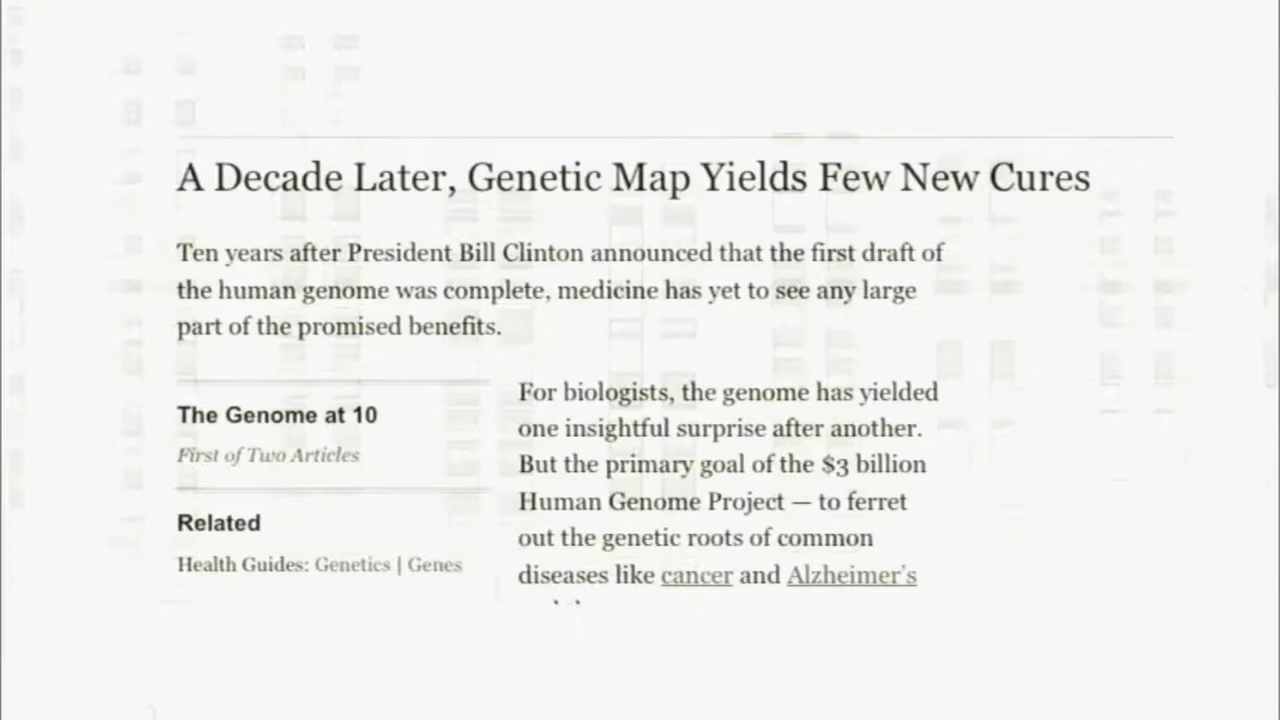 A Decade Later, Genetic Map Yields Few New Cures
Ten years after President Bill Clinton announced that the first draft of
the human genome was complete, medicine has yet to see any large
part of the promised benefits.
The Genome at 10
First of Two Articles
Related
Health Guides: Genetics | Genes
For biologists, the genome has yielded
one insightful surprise after another.
But the primary goal of the $3 billion
Human Genome Project — to ferret
out the genetic roots of common
diseases like cancer and Alzheimer's